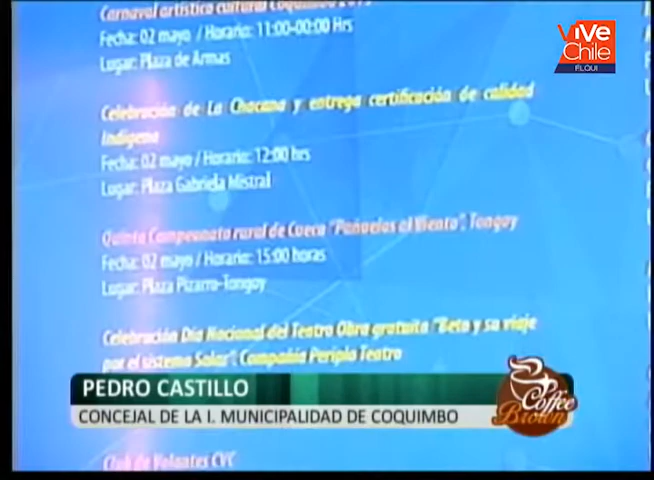 Carnaval artístico cultural Coquimbo
Fecha: 02 mayo / Horario: 11:00-00:00 Hrs
Lugar: Plaza de Armas
ViVe
Chile
ELQUI
Celebración de La Chacana y entrega certificación de calidad
Indígena
Fecha: 02 mayo / Horario: 12:00 hrs
Lugar: Plaza Gabriela Mistral
Quinto Campeonato rural de Cueca "Pañuelos al Viento", Tongoy
Fecha: 02 mayo / Horario: 15:00 horas
Lugar: Plaza Pizarro-Tongoy
Celebración Día Nacional del Teatro Obra gratuita "Beto y su viaje
por el sistema Solar", Compañía Periplo Teatro
PEDRO CASTILLO
CONCEJAL DE LA I. MUNICIPALIDAD DE COQUIMBO
Coffee
Brown
Club de Volantes CVC